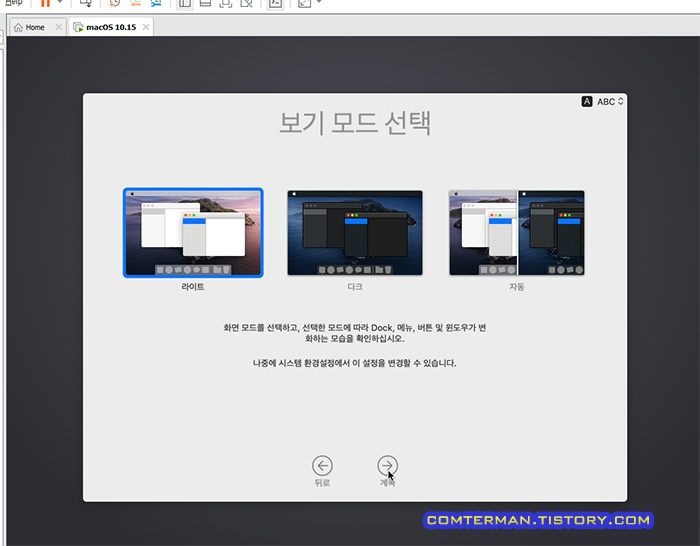 Help
Home
macOS 10.15
ABC
보기 모드 선택
라이트
다크
자동
화면 모드를 선택하고, 선택한 모드에 따라 Dock, 메뉴, 버튼 및 윈도우가 변
화하는 모습을 확인하십시오.
나중에 시스템 환경설정에서 이 설정을 변경할 수 있습니다.
뒤로
계속
COMTERMAN.TISTORY.COM